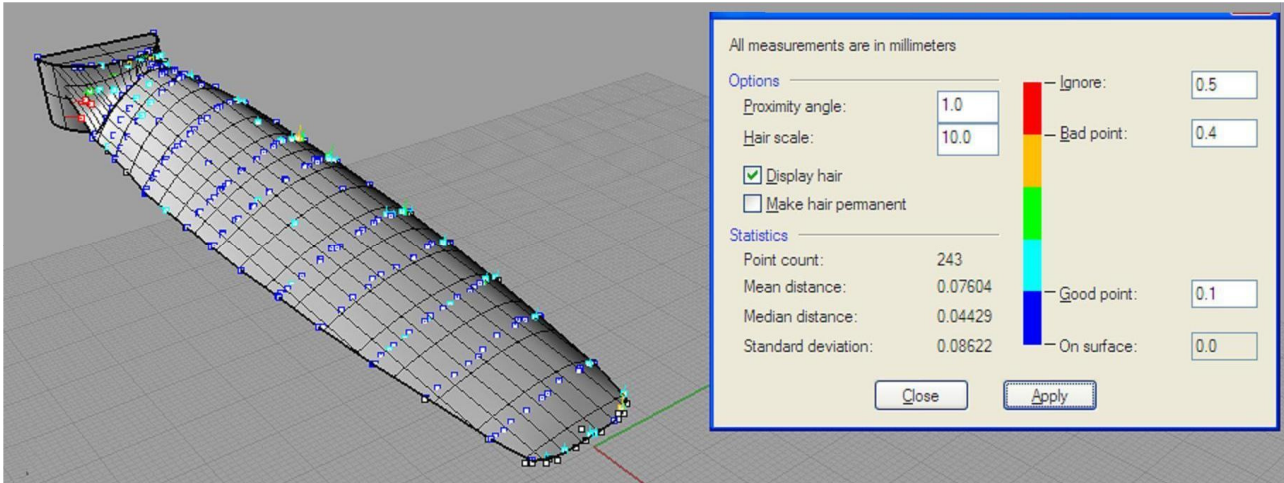 All measurements are in millimeters
Options
Proximity angle: 1.0
Hair scale: 10.0
Display hair
Make hair permanent
Statistics
Point count: 243
Mean distance: 0.07604
Median distance: 0.04429
Standard deviation: 0.08622
Ignore: 0.5
Bad point: 0.4
Good point: 0.1
On surface: 0.0
Close Apply